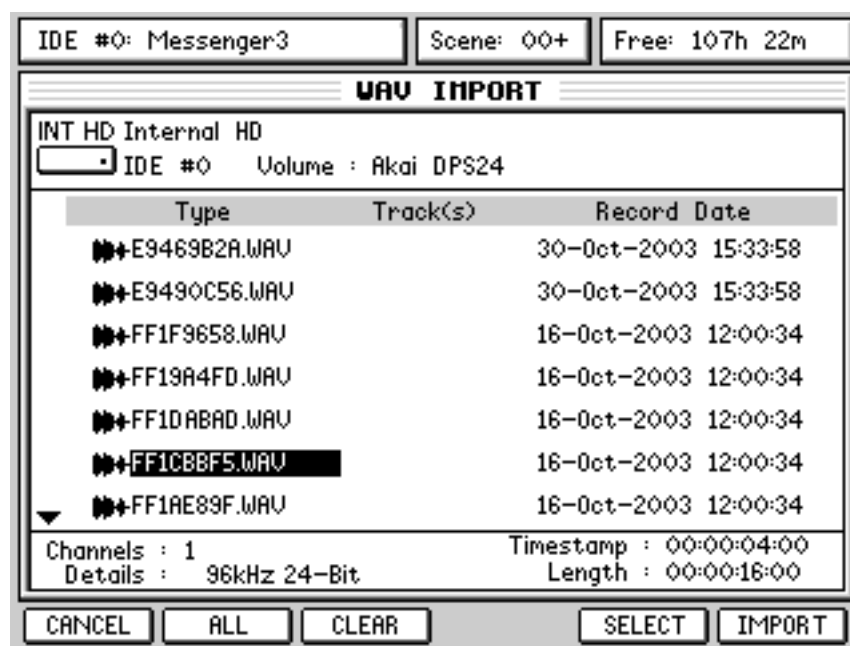 IDE #0: Messenger3 Scene: 00+ Free: 107h 22m
WAV IMPORT
INT HD Internal HD
IDE #0 Volume : Akai DPS24
Type Track(s) Record Date
E9469B2A.WAV 30-Oct-2003 15:33:58
E9490C56.WAV 30-Oct-2003 15:33:58
FF1F9658.WAV 16-Oct-2003 12:00:34
FF19A4FD.WAV 16-Oct-2003 12:00:34
FF1DABAD.WAV 16-Oct-2003 12:00:34
FF1CBBF5.WAV 16-Oct-2003 12:00:34
FF1AE89F.WAV 16-Oct-2003 12:00:34
Channels : 1 Timestamp : 00:00:04:00
Details : 96kHz 24-Bit Length : 00:00:16:00
CANCEL ALL CLEAR SELECT IMPORT